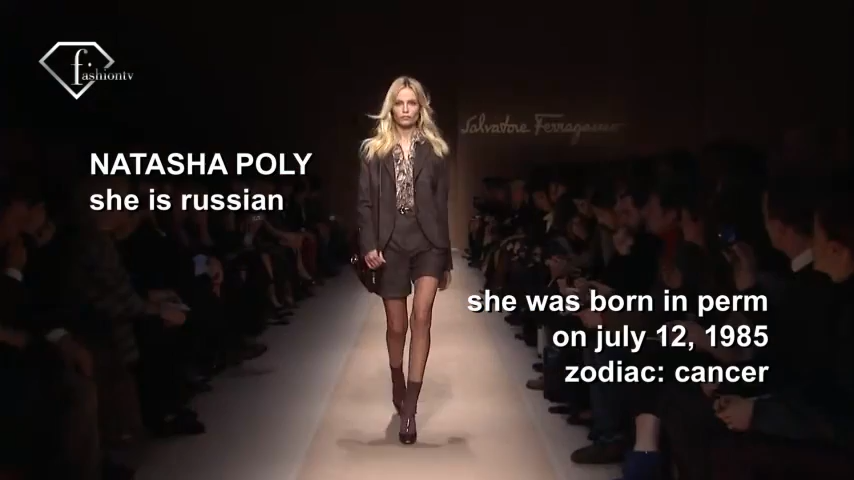 fashiontv
Salvatore Ferragamo
NATASHA POLY
she is russian
she was born in perm
on july 12, 1985
zodiac: cancer